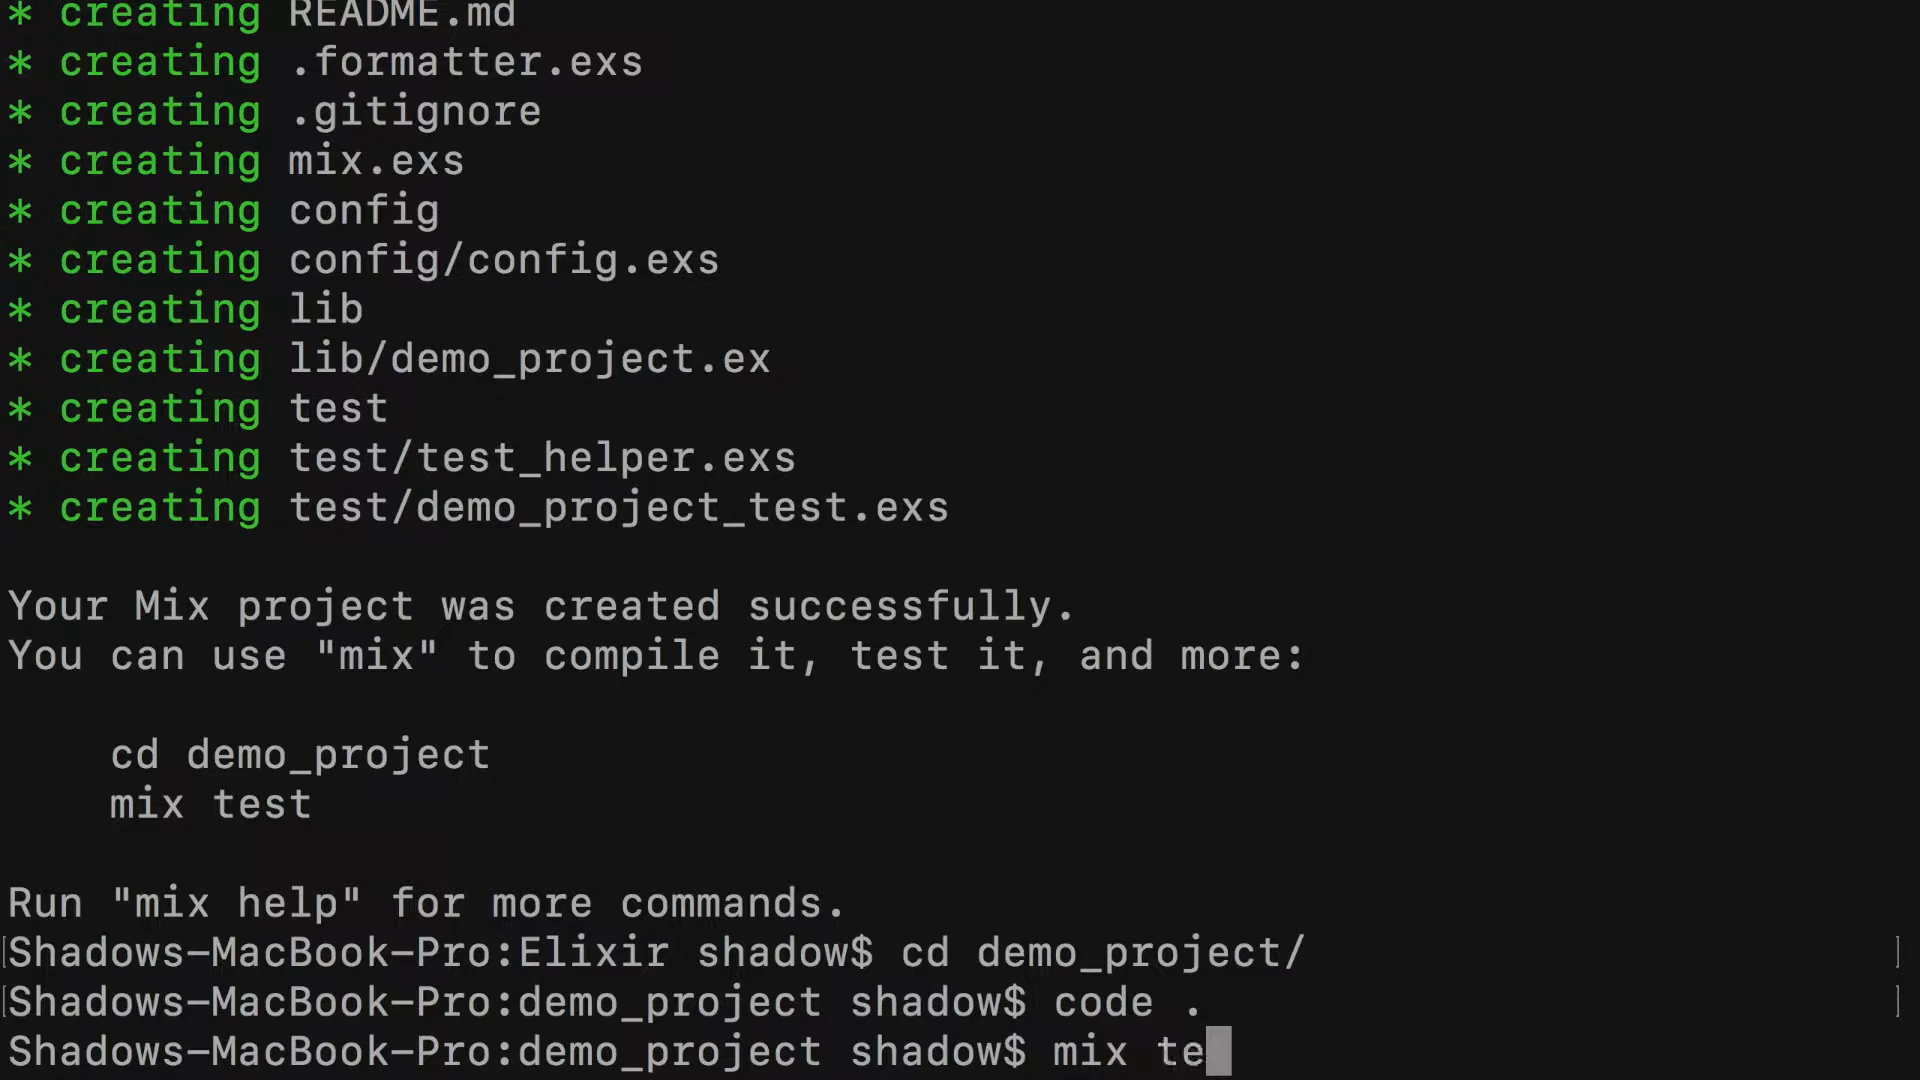 * creating README.md
* creating .formatter.exs
* creating .gitignore
* creating mix.exs
* creating config
* creating config/config.exs
* creating lib
* creating lib/demo_project.ex
* creating test
* creating test/test_helper.exs
* creating test/demo_project_test.exs
Your Mix project was created successfully.
You can use "mix" to compile it, test it, and more:
cd demo_project
mix test
Run "mix help" for more commands.
[Shadows-MacBook-Pro:Elixir shadow$ cd demo_project/ ]
[Shadows-MacBook-Pro:demo_project shadow$ code . ]
Shadows-MacBook-Pro:demo_project shadow$ mix te